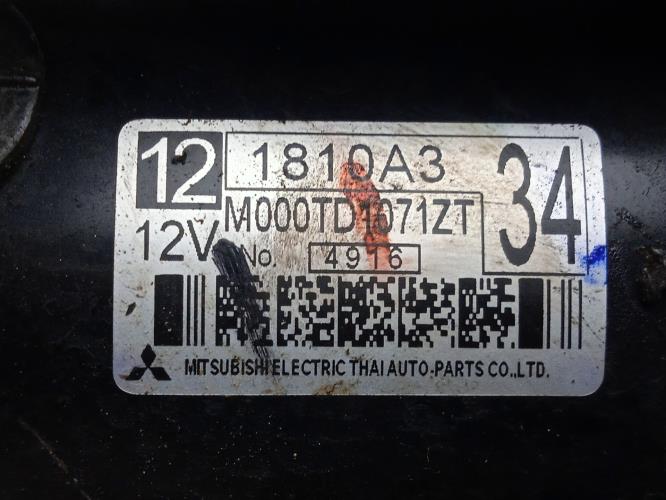 12 1810A3 34
12V M000TD1071ZT
No. 4916
MITSUBISHI ELECTRIC THAI AUTO-PARTS CO.,LTD.